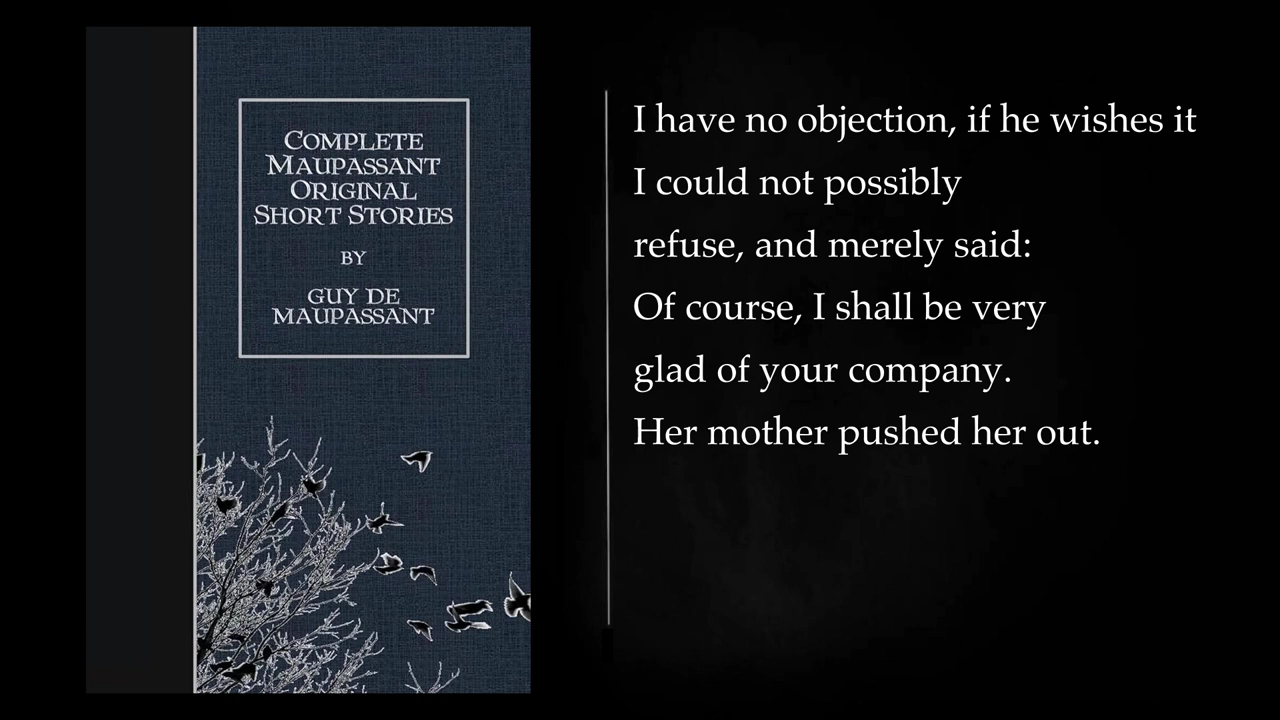 COMPLETE
MAUPASSANT
ORIGINAL
SHORT STORIES
BY
GUY DE
MAUPASSANT
I have no objection, if he wishes it
I could not possibly
refuse, and merely said:
Of course, I shall be very
glad of your company.
Her mother pushed her out.